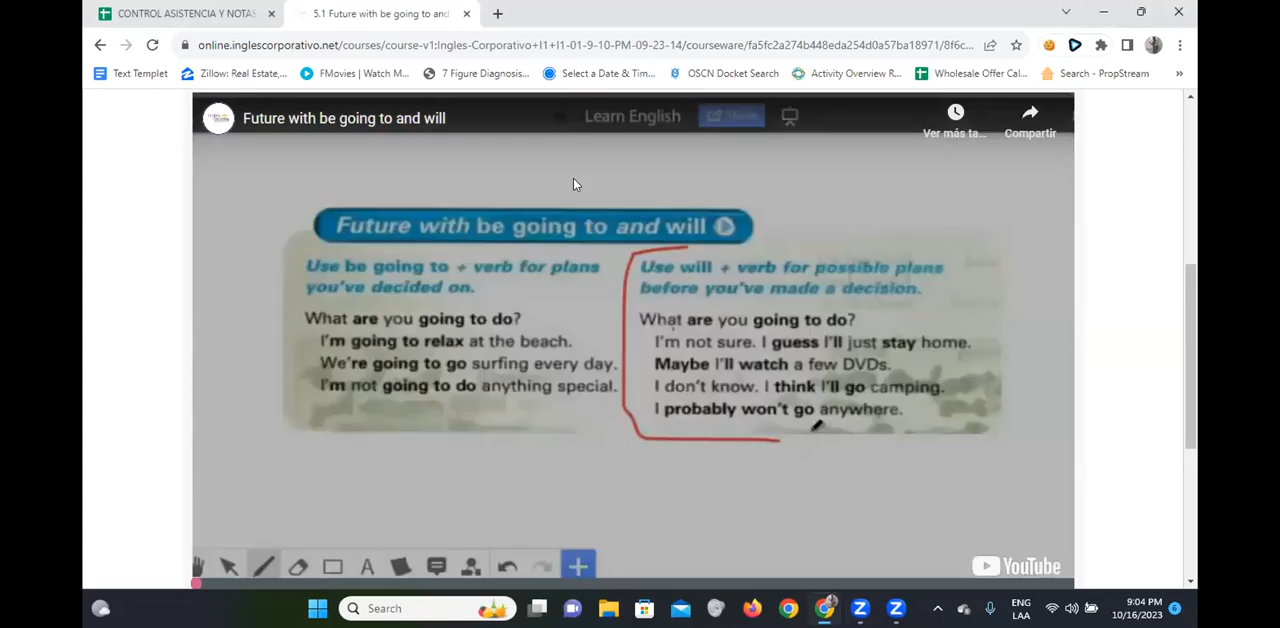 CONTROL ASISTENCIA Y NOTAS
5.1 Future with be going to and
online.inglescorporativo.net/courses/course-v1:Ingles-Corporativo+I1+I1-01-9-10-PM-09-23-14/courseware/fa5fc2a274b448eda254d0a57ba18971/8f6c...
Text Templet
Zillow: Real Estate,...
FMovies | Watch M...
7 Figure Diagnosis...
Select a Date & Tim...
OSCN Docket Search
Activity Overview R...
Wholesale Offer Cal...
Search - PropStream
Future with be going to and will
Learn English
Share
Ver más ta...
Compartir
Future with be going to and will
Use be going to + verb for plans
you've decided on.
What are you going to do?
I'm going to relax at the beach.
We're going to go surfing every day.
I'm not going to do anything special.
Use will + verb for possible plans
before you've made a decision.
What are you going to do?
I'm not sure. I guess I'll just stay home.
Maybe I'll watch a few DVDs.
I don't know. I think I'll go camping.
I probably won't go anywhere.
YouTube
Search
ENG
LAA
9:04 PM
10/16/2023
6